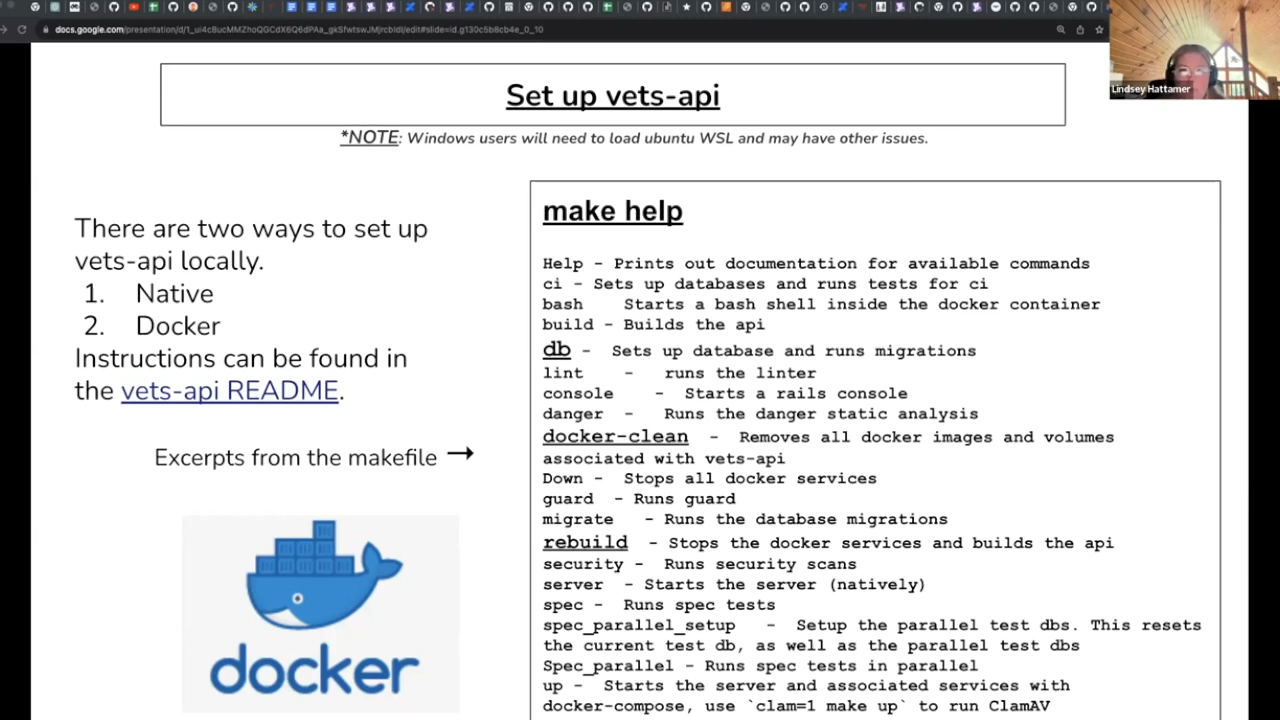 docs.google.com/presentation/d/1_ui4cBucMMZhoQGCdX6Q6dPAa_gkSfwtswJMjrcbIdI/edit#slide=id.g130c5b8cb4e_0_10
Lindsey Hattamer
Set up vets-api
*NOTE: Windows users will need to load ubuntu WSL and may have other issues.
There are two ways to set up
vets-api locally.
1. Native
2. Docker
Instructions can be found in
the vets-api README.
Excerpts from the makefile →
docker
make help
Help - Prints out documentation for available commands
ci - Sets up databases and runs tests for ci
bash Starts a bash shell inside the docker container
build - Builds the api
db - Sets up database and runs migrations
lint - runs the linter
console - Starts a rails console
danger - Runs the danger static analysis
docker-clean - Removes all docker images and volumes
associated with vets-api
Down - Stops all docker services
guard - Runs guard
migrate - Runs the database migrations
rebuild - Stops the docker services and builds the api
security - Runs security scans
server - Starts the server (natively)
spec - Runs spec tests
spec_parallel_setup - Setup the parallel test dbs. This resets
the current test db, as well as the parallel test dbs
Spec_parallel - Runs spec tests in parallel
up - Starts the server and associated services with
docker-compose, use `clam=1 make up` to run ClamAV